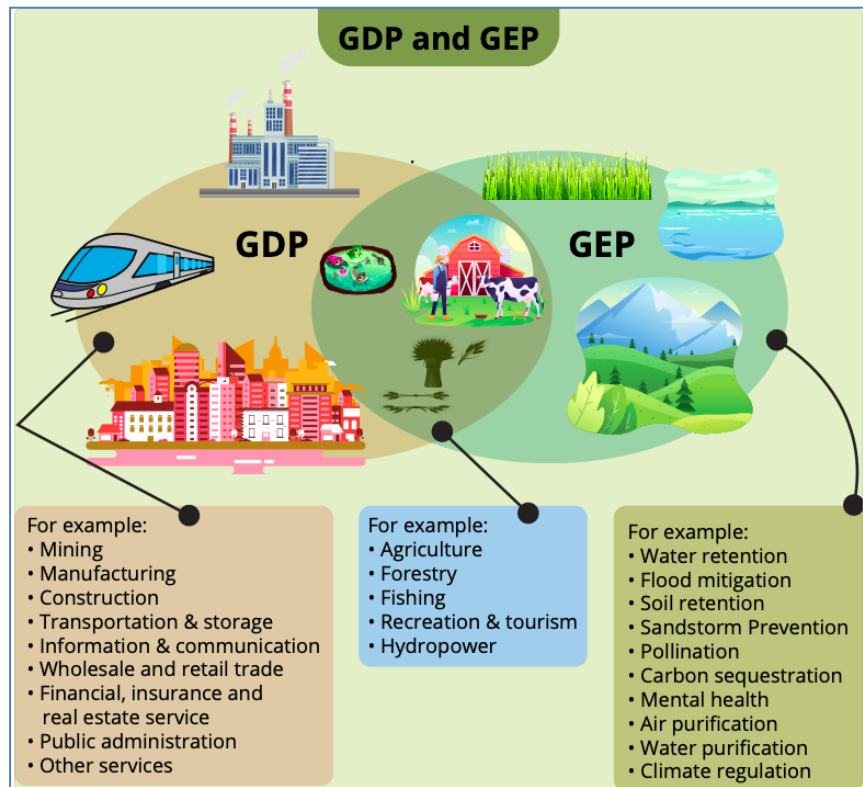 GDP and GEP
GDP
GEP
For example:
• Mining
• Manufacturing
• Construction
• Transportation & storage
• Information & communication
• Wholesale and retail trade
• Financial, insurance and
real estate service
• Public administration
• Other services
For example:
• Agriculture
• Forestry
• Fishing
• Recreation & tourism
• Hydropower
For example:
• Water retention
• Flood mitigation
• Soil retention
• Sandstorm Prevention
• Pollination
• Carbon sequestration
• Mental health
• Air purification
• Water purification
• Climate regulation